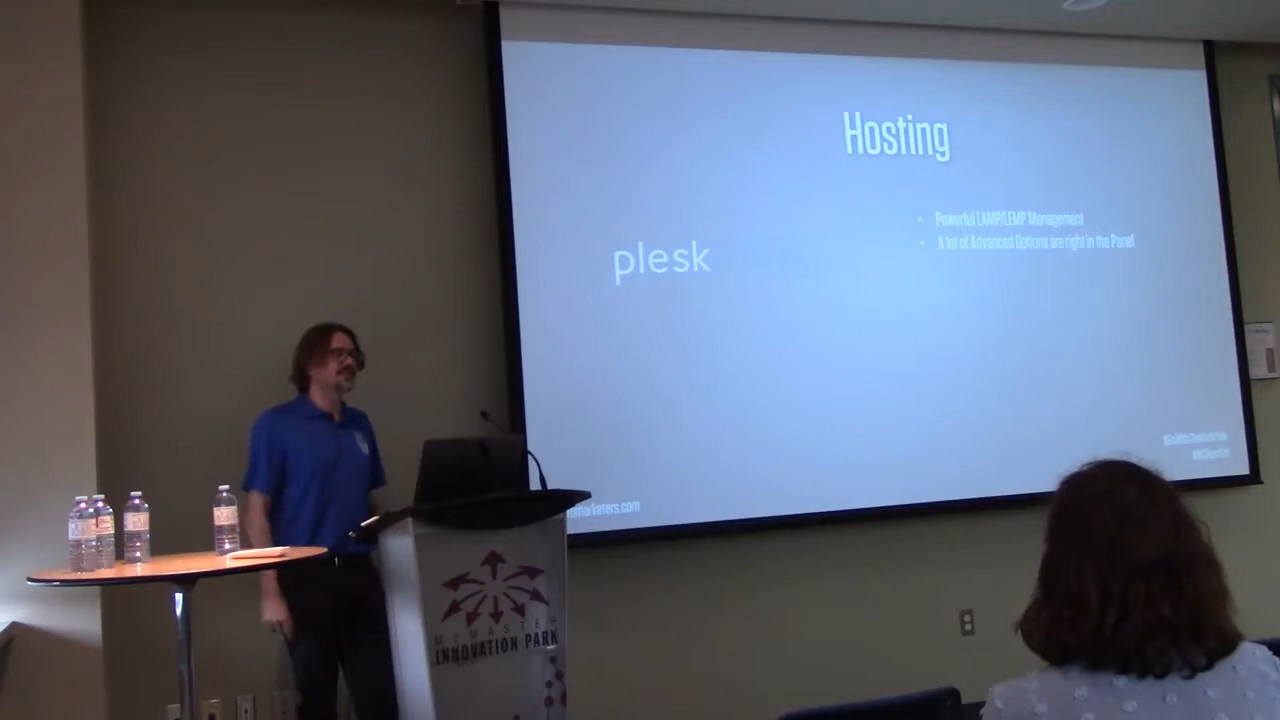 Hosting
Powerful LAMP/LEMP Management
A lot of Advanced Options are right in the Panel
plesk
marketers.com
McMASTER
INNOVATION PARK